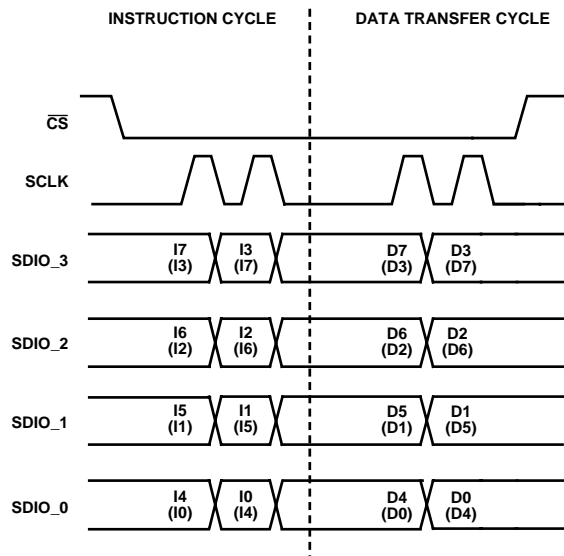 INSTRUCTION CYCLE DATA TRANSFER CYCLE
CS
SCLK
SDIO_3 I7 I3 D7 D3
(I3) (I7) (D3) (D7)
SDIO_2 I6 I2 D6 D2
(I2) (I6) (D2) (D6)
SDIO_1 I5 I1 D5 D1
(I1) (I5) (D1) (D5)
SDIO_0 I4 I0 D4 D0
(I0) (I4) (D0) (D4)